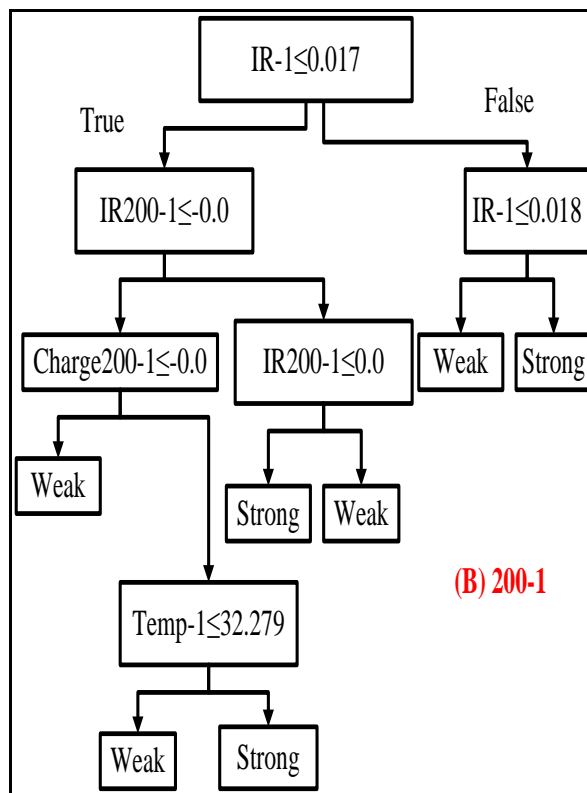 IR-1≤0.017
True
False
IR200-1≤-0.0
IR-1≤0.018
Charge200-1≤-0.0
IR200-1≤0.0
Weak
Strong
Weak
Strong
Weak
(B) 200-1
Temp-1≤32.279
Weak
Strong